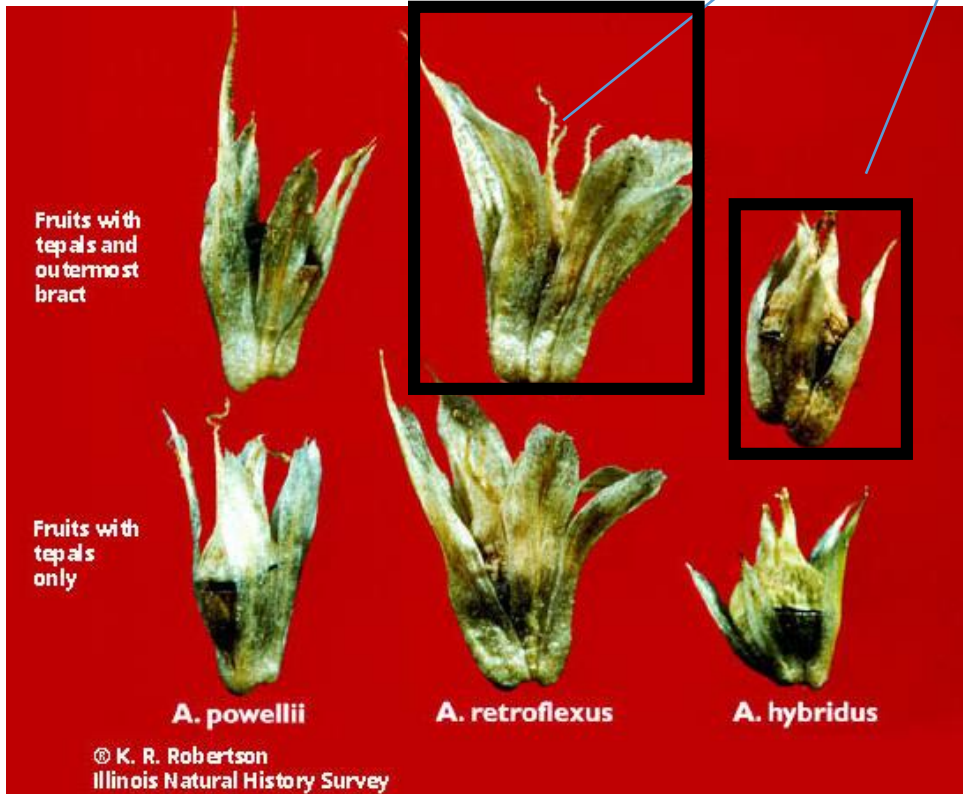 Fruits with
tepals and
outermost
bract
Fruits with
tepals
only
A. powellii
A. retroflexus
A. hybridus
® K. R. Robertson
Illinois Natural History Survey